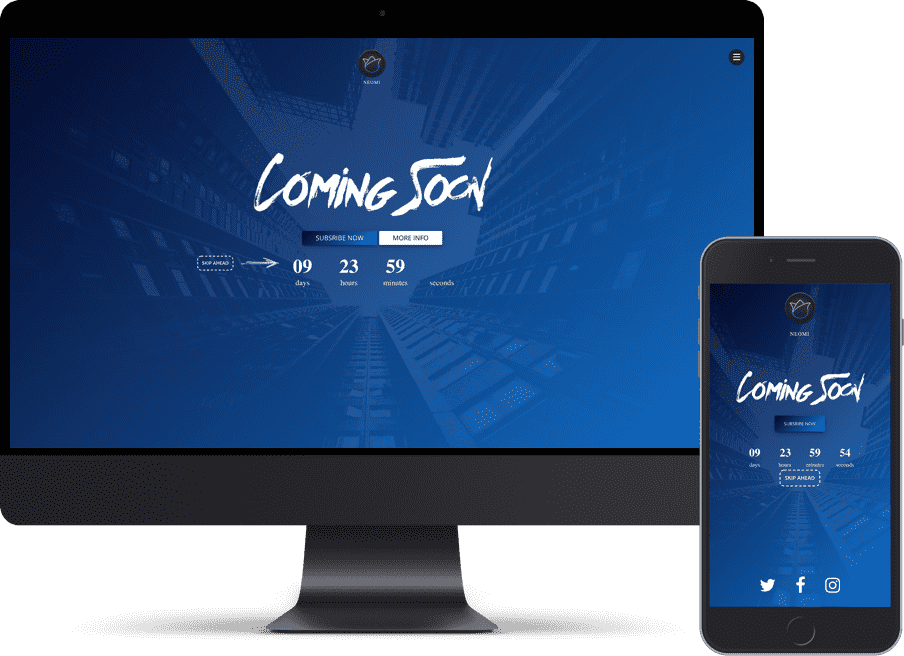 NEOMI
COMING SOON
SUBSRIBE NOW MORE INFO
SKIP AHEAD
09 23 59
days hours minutes seconds
NEOMI
COMING SOON
SUBSRIBE NOW
09 23 59 54
days hours minutes seconds
SKIP AHEAD